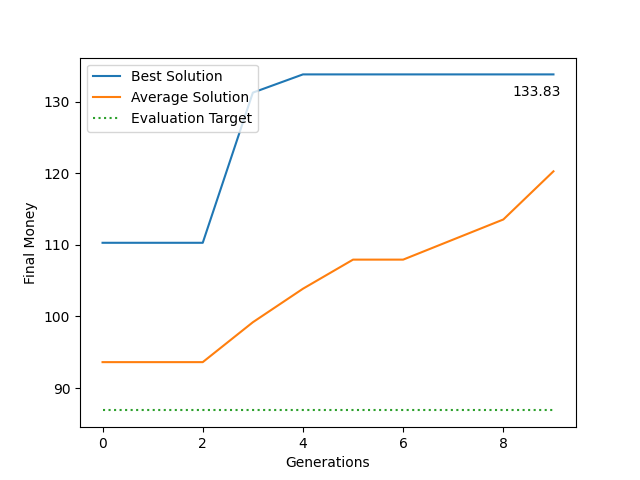 Best Solution
Average Solution
Evaluation Target
133.83
130
120
110
100
90
Final Money
0 2 4 6 8
Generations